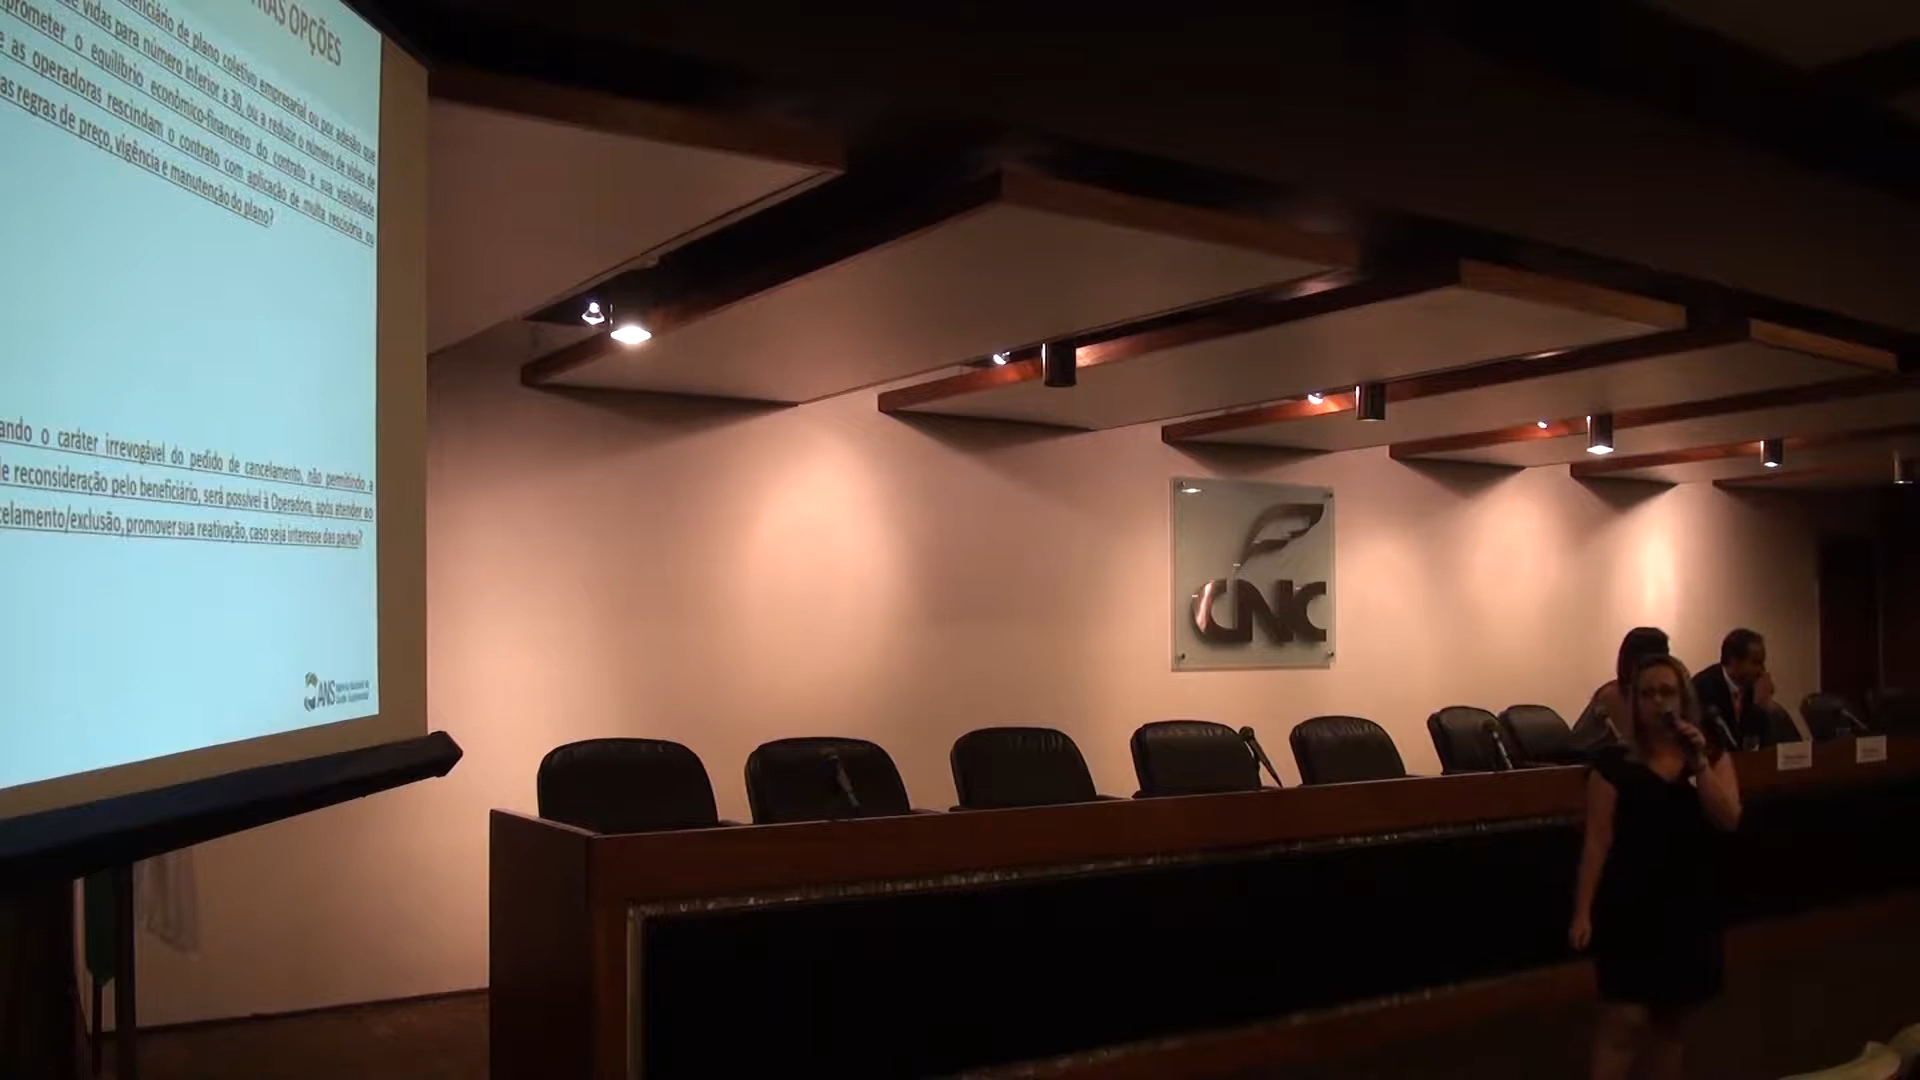 OPÇÕES
beneficiário de plano coletivo empresarial ou por adesão que
de vidas para número inferior a 30, ou a reduzir o número de vidas de
prometer o equilíbrio econômico-financeiro do contrato e sua viabilidade
e as operadoras rescindam o contrato com aplicação de multa rescisória ou
as regras de preço, vigência e manutenção do plano?
ando o caráter irrevogável do pedido de cancelamento, não permitindo a
de reconsideração pelo beneficiário, será possível à Operadora, após atender ao
celamento/exclusão, promover sua reativação, caso seja interesse das partes?
ANS
CNC